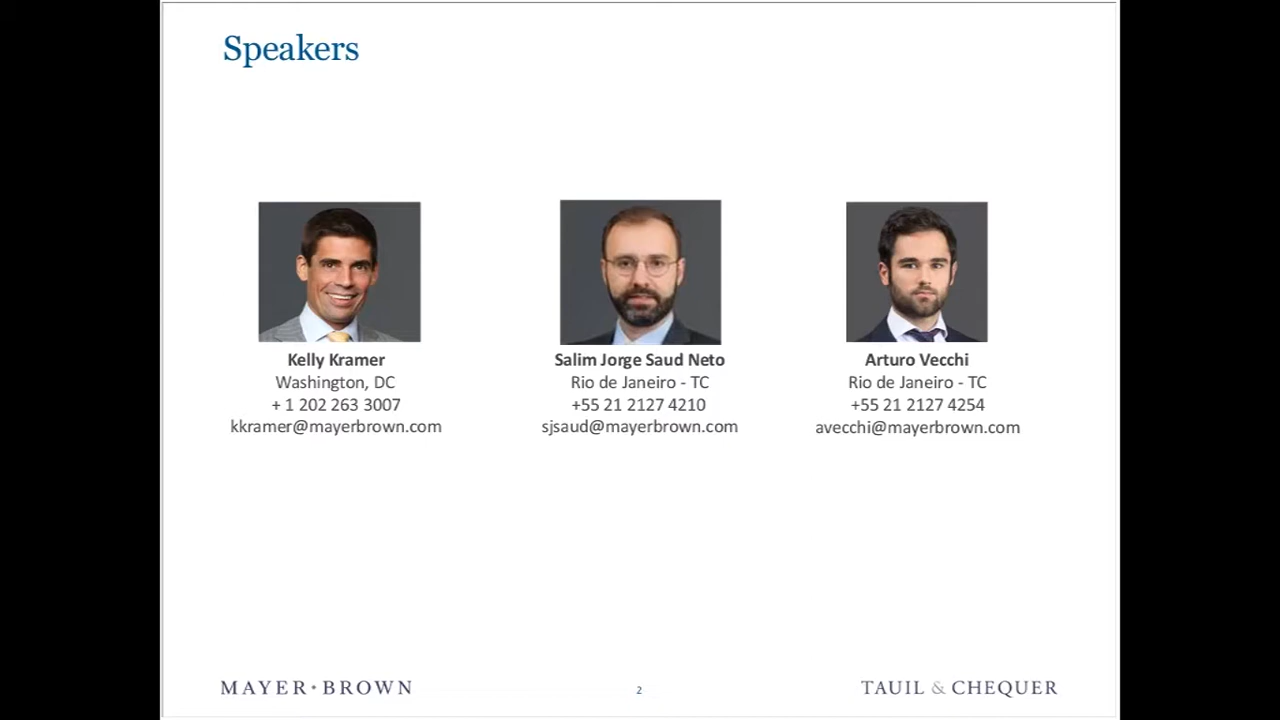 Speakers
Kelly Kramer
Washington, DC
+ 1 202 263 3007
kkramer@mayerbrown.com
Salim Jorge Saud Neto
Rio de Janeiro - TC
+55 21 2127 4210
sjsaud@mayerbrown.com
Arturo Vecchi
Rio de Janeiro - TC
+55 21 2127 4254
avecchi@mayerbrown.com
MAYER • BROWN
2
TAUIL & CHEQUER